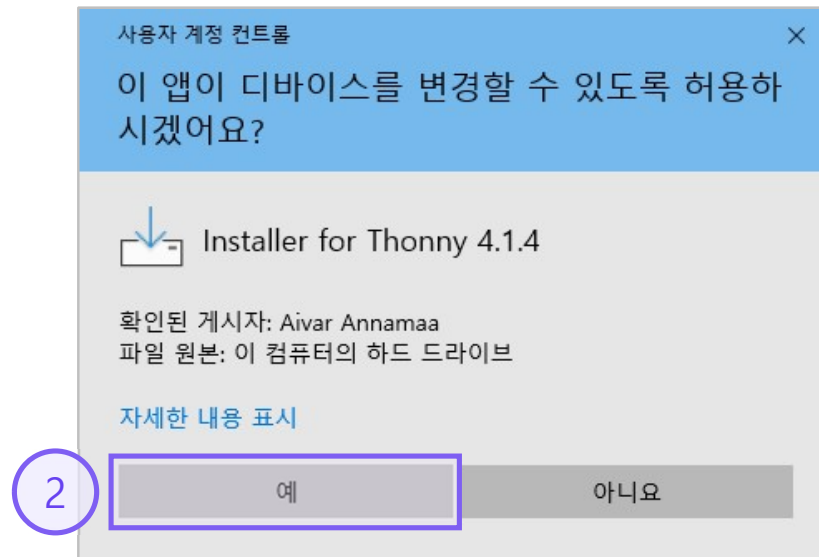 사용자 계정 컨트롤
이 앱이 디바이스를 변경할 수 있도록 허용하
시겠어요?
Installer for Thonny 4.1.4
확인된 게시자: Aivar Annamaa
파일 원본: 이 컴퓨터의 하드 드라이브
자세한 내용 표시
2
예
아니요